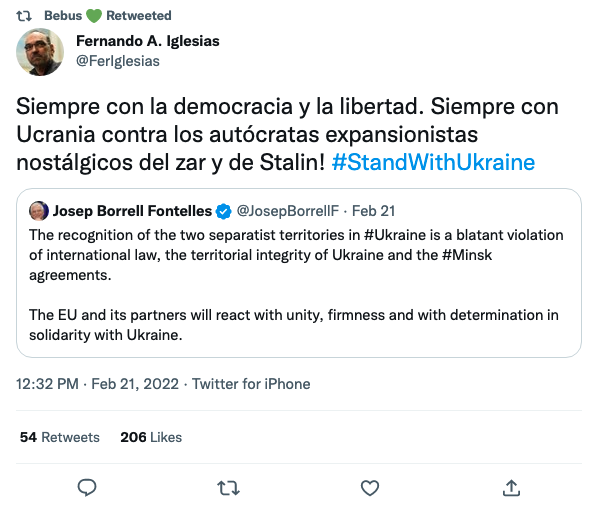 Bebus 💚 Retweeted
Fernando A. Iglesias
@FerIglesias
Siempre con la democracia y la libertad. Siempre con
Ucrania contra los autócratas expansionistas
nostálgicos del zar y de Stalin! #StandWithUkraine
Josep Borrell Fontelles @JosepBorrellF · Feb 21
The recognition of the two separatist territories in #Ukraine is a blatant violation
of international law, the territorial integrity of Ukraine and the #Minsk
agreements.
The EU and its partners will react with unity, firmness and with determination in
solidarity with Ukraine.
12:32 PM · Feb 21, 2022 · Twitter for iPhone
54 Retweets 206 Likes